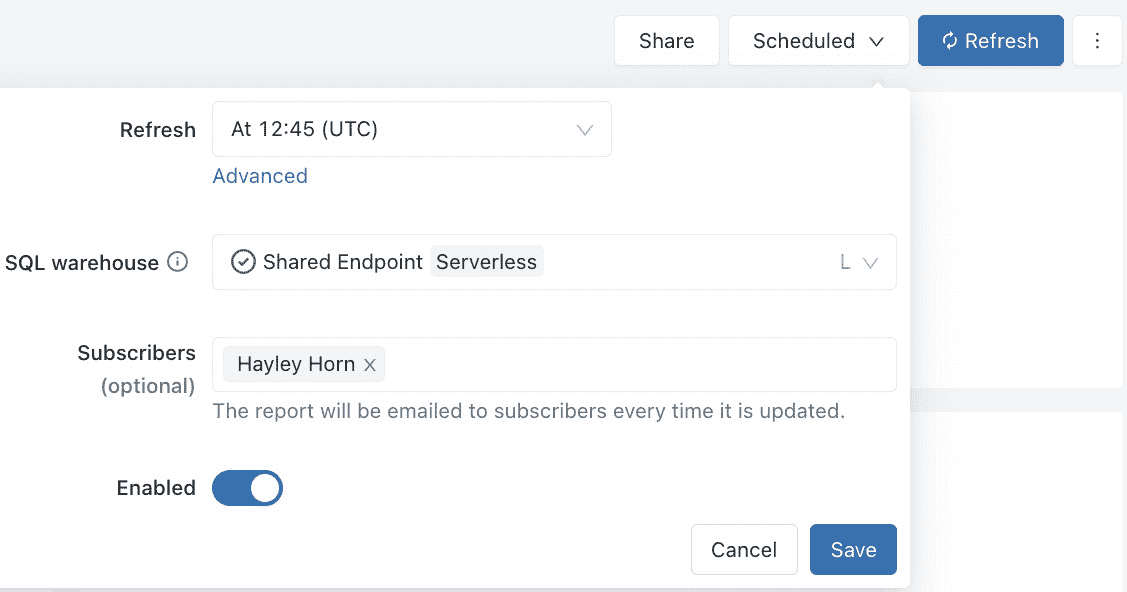 Share
Scheduled
Refresh
Refresh
At 12:45 (UTC)
Advanced
SQL warehouse
Shared Endpoint Serverless
L
Subscribers
(optional)
Hayley Horn X
The report will be emailed to subscribers every time it is updated.
Enabled
Cancel
Save